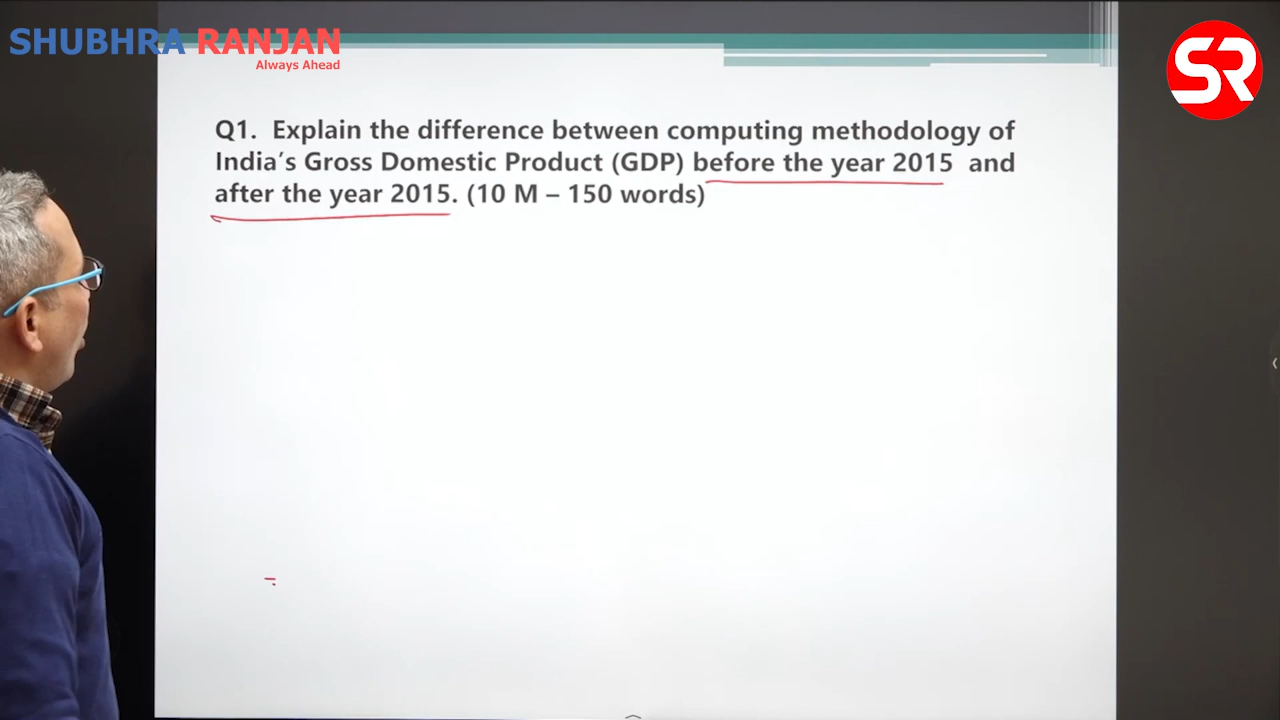 SHUBHRA RANJAN
Always Ahead
SR
Q1. Explain the difference between computing methodology of
India's Gross Domestic Product (GDP) before the year 2015 and
after the year 2015. (10 M – 150 words)